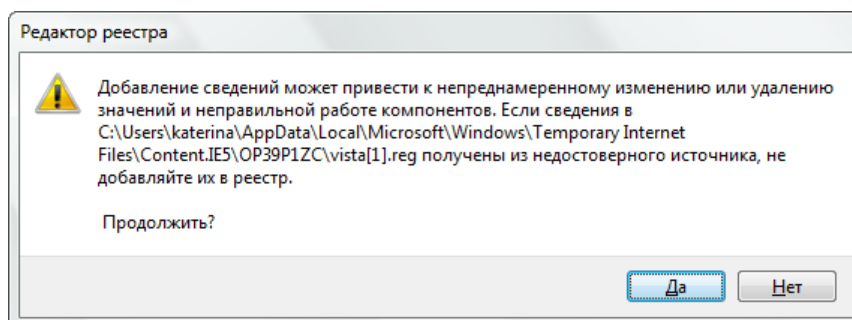 Редактор реестра
Добавление сведений может привести к непреднамеренному изменению или удалению
значений и неправильной работе компонентов. Если сведения в
C:\Users\katerina\AppData\Local\Microsoft\Windows\Temporary Internet
Files\Content.IE5\OP39P1ZC\vista[1].reg получены из недостоверного источника, не
добавляйте их в реестр.
Продолжить?
Да Нет